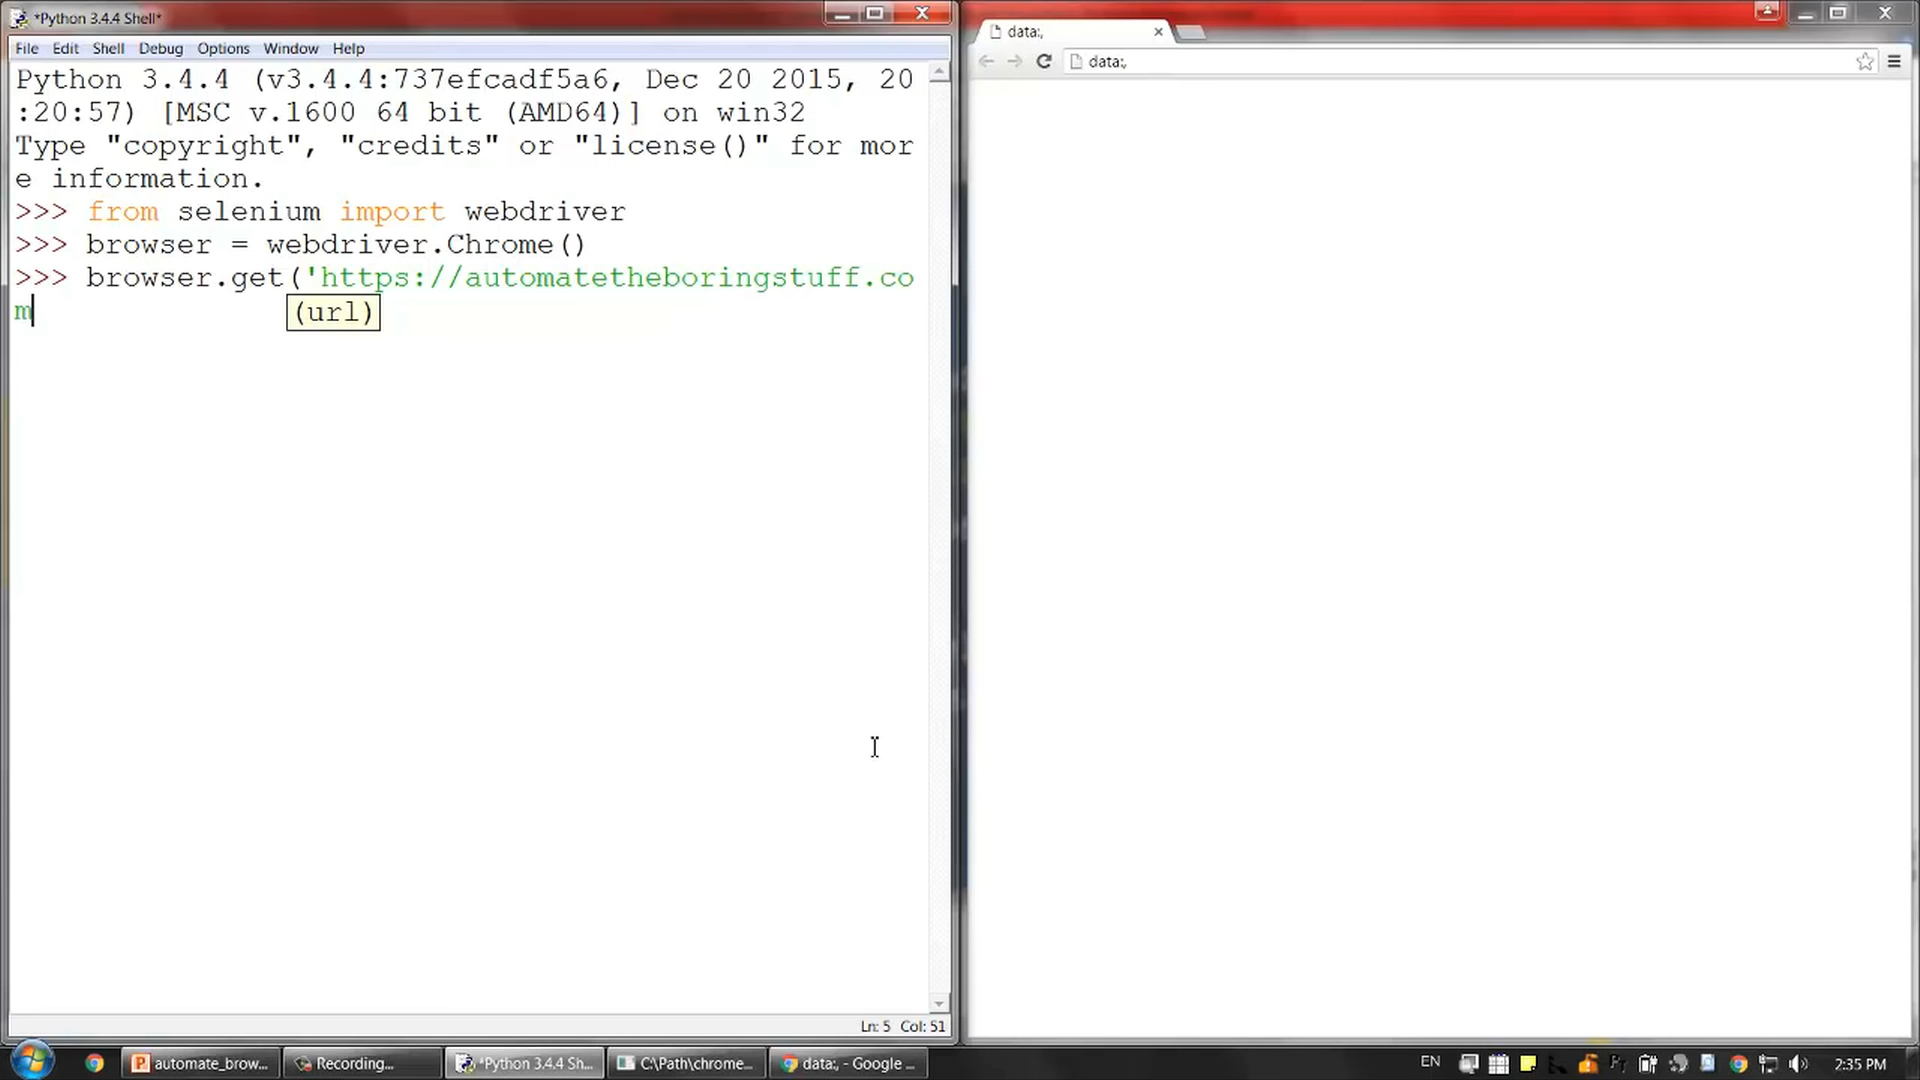 *Python 3.4.4 Shell*
File Edit Shell Debug Options Window Help
Python 3.4.4 (v3.4.4:737efcadf5a6, Dec 20 2015, 20
:20:57) [MSC v.1600 64 bit (AMD64)] on win32
Type "copyright", "credits" or "license()" for mor
e information.
>>> from selenium import webdriver
>>> browser = webdriver.Chrome()
>>> browser.get('https://automatetheboringstuff.co
m
(url)
Ln: 5 Col: 51
data:,
data:,
automate_brow...
Recording...
*Python 3.4.4 Sh...
C:\Path\chrome...
data:, - Google ...
EN
2:35 PM